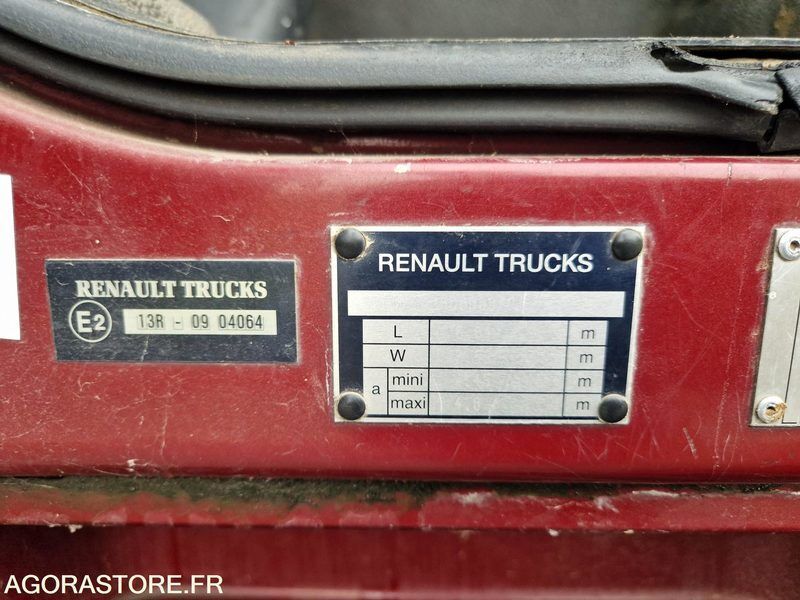 RENAULT TRUCKS
E2 13R - 09 04064
RENAULT TRUCKS
L m
W m
a mini m
maxi m
AGORASTORE.FR